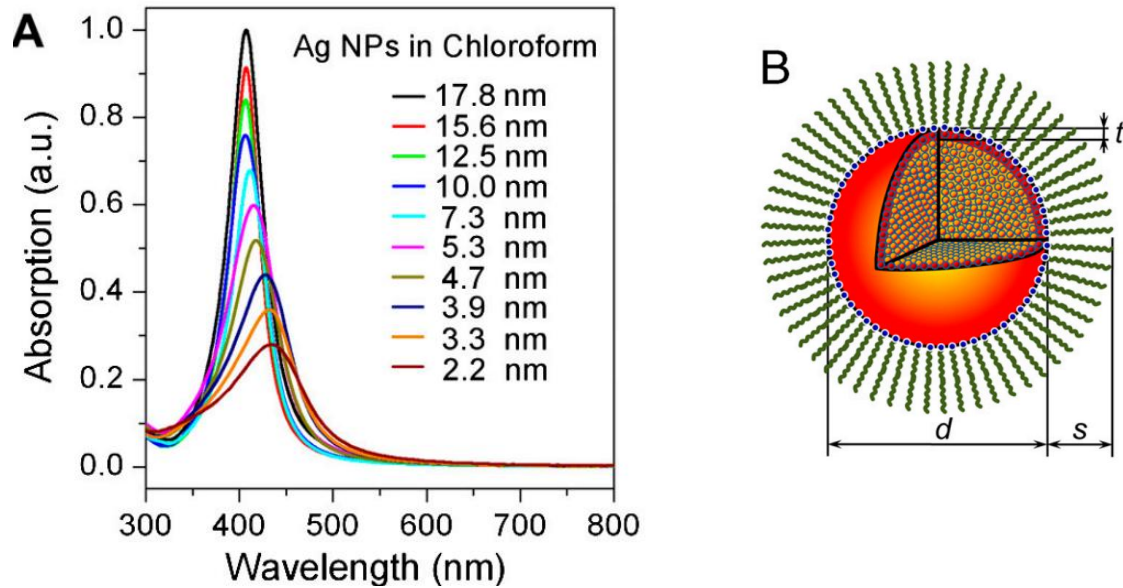 A
Ag NPs in Chloroform
17.8 nm
15.6 nm
12.5 nm
10.0 nm
7.3 nm
5.3 nm
4.7 nm
3.9 nm
3.3 nm
2.2 nm
1.0
0.8
0.6
0.4
0.2
0.0
Absorption (a.u.)
300 400 500 600 700 800
Wavelength (nm)
B
t
d
s